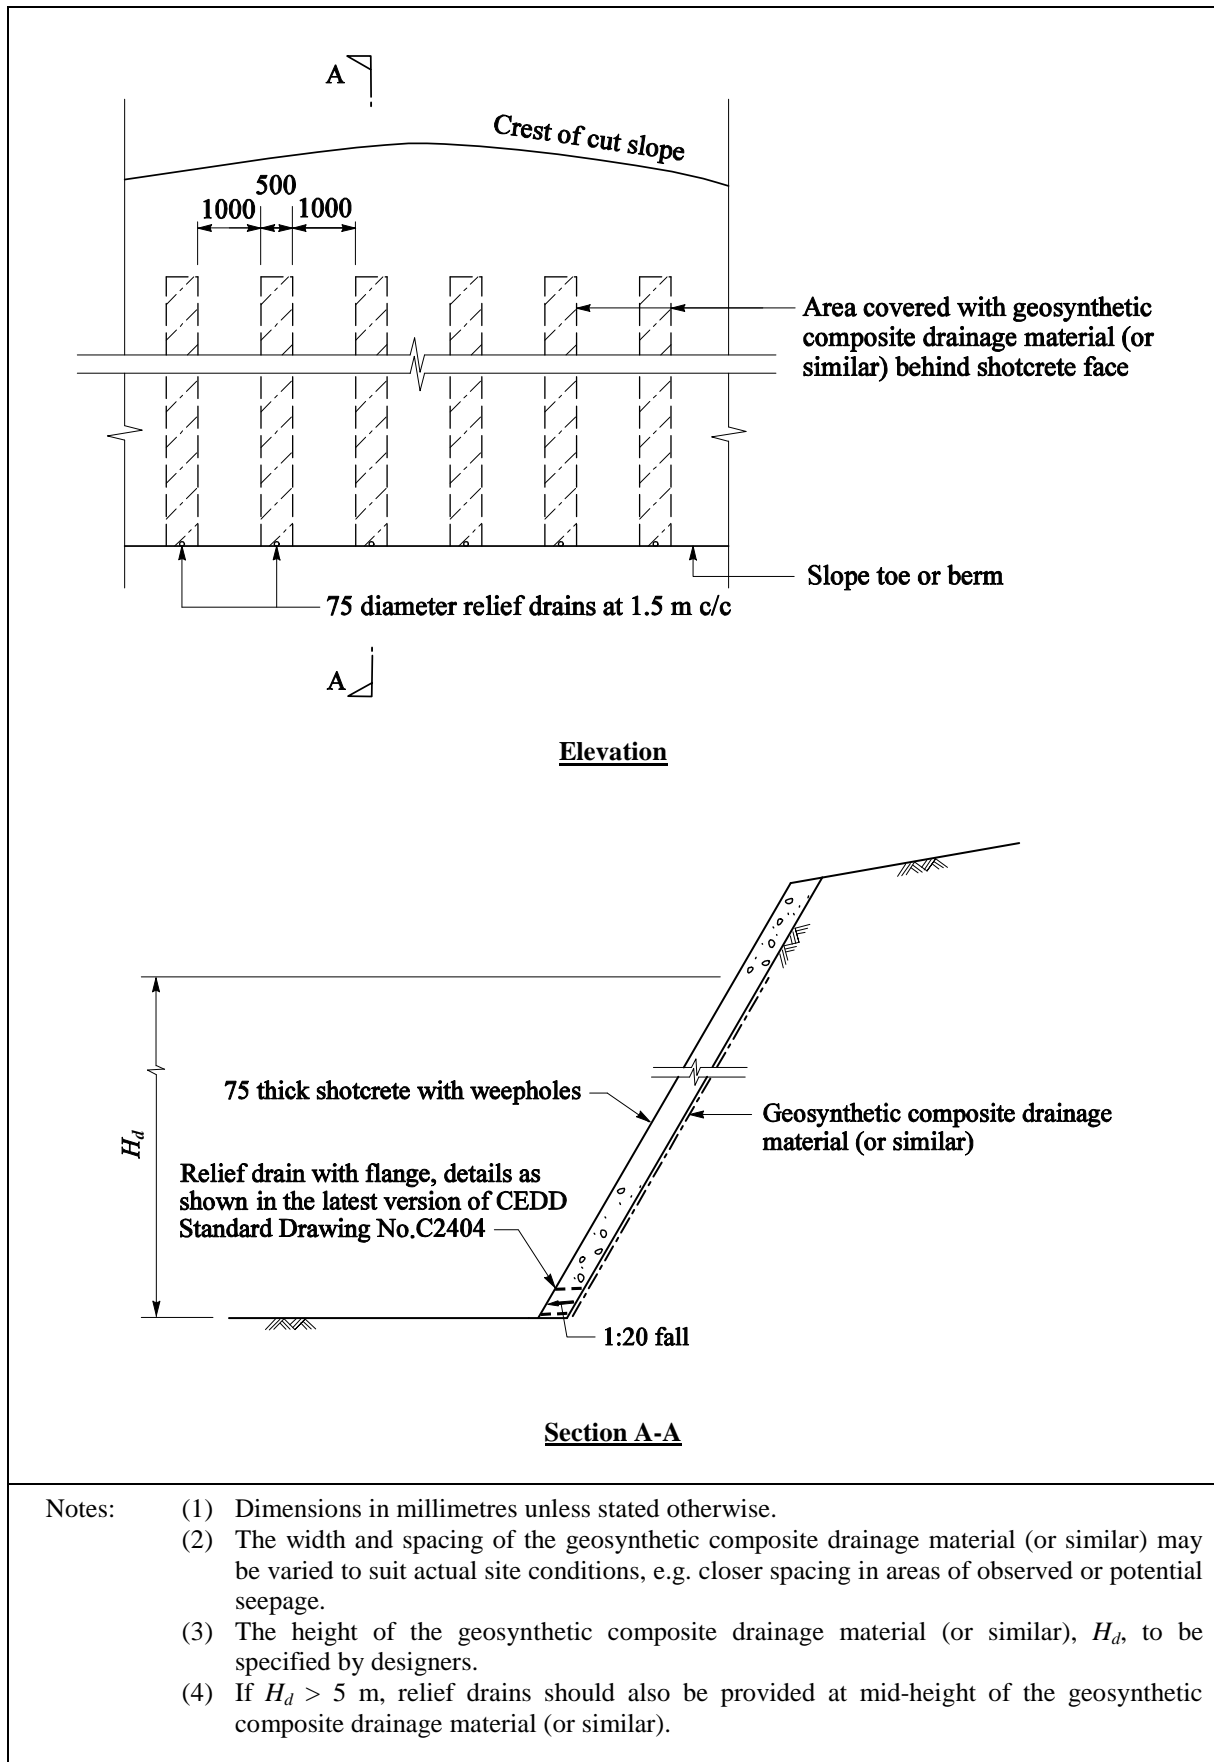 A
Crest of cut slope
500
1000
1000
Area covered with geosynthetic
composite drainage material (or
similar) behind shotcrete face
Slope toe or berm
75 diameter relief drains at 1.5 m c/c
A
Elevation
75 thick shotcrete with weepholes
Geosynthetic composite drainage
material (or similar)
Hd
Relief drain with flange, details as
shown in the latest version of CEDD
Standard Drawing No.C2404
1:20 fall
Section A-A
Notes: (1) Dimensions in millimetres unless stated otherwise.
(2) The width and spacing of the geosynthetic composite drainage material (or similar) may
be varied to suit actual site conditions, e.g. closer spacing in areas of observed or potential
seepage.
(3) The height of the geosynthetic composite drainage material (or similar), Hd, to be
specified by designers.
(4) If Hd > 5 m, relief drains should also be provided at mid-height of the geosynthetic
composite drainage material (or similar).